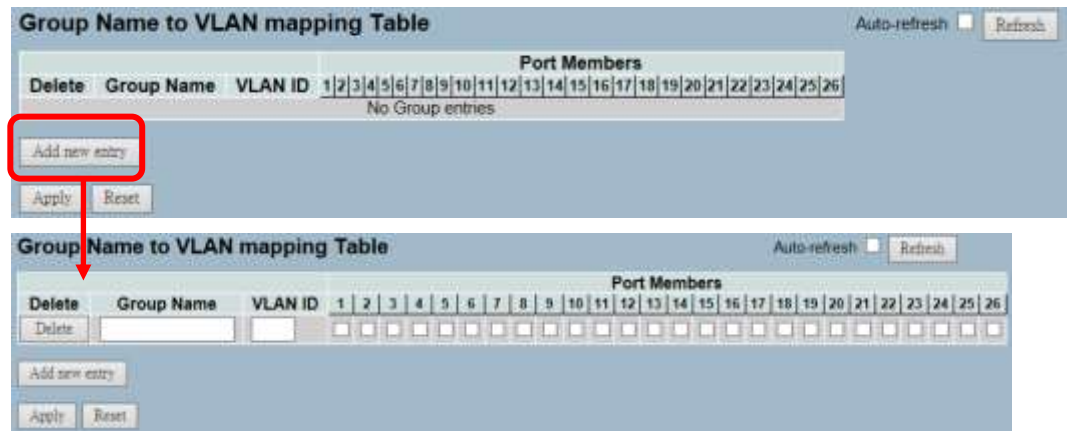 Group Name to VLAN mapping Table Auto-refresh Refresh
Port Members
Delete Group Name VLAN ID 1 2 3 4 5 6 7 8 9 10 11 12 13 14 15 16 17 18 19 20 21 22 23 24 25 26
No Group entries
Add new entry
Apply Reset
Group Name to VLAN mapping Table Auto-refresh Refresh
Port Members
Delete Group Name VLAN ID 1 2 3 4 5 6 7 8 9 10 11 12 13 14 15 16 17 18 19 20 21 22 23 24 25 26
Delete
Add new entry
Apply Reset